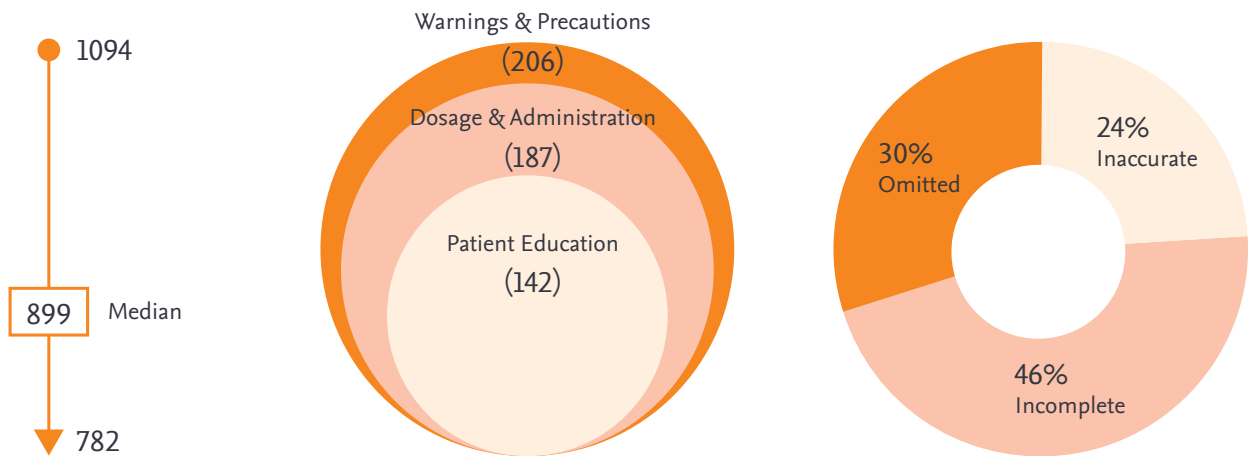 1094
899
Median
782
Warnings & Precautions
(206)
Dosage & Administration
(187)
Patient Education
(142)
30%
Omitted
24%
Inaccurate
46%
Incomplete